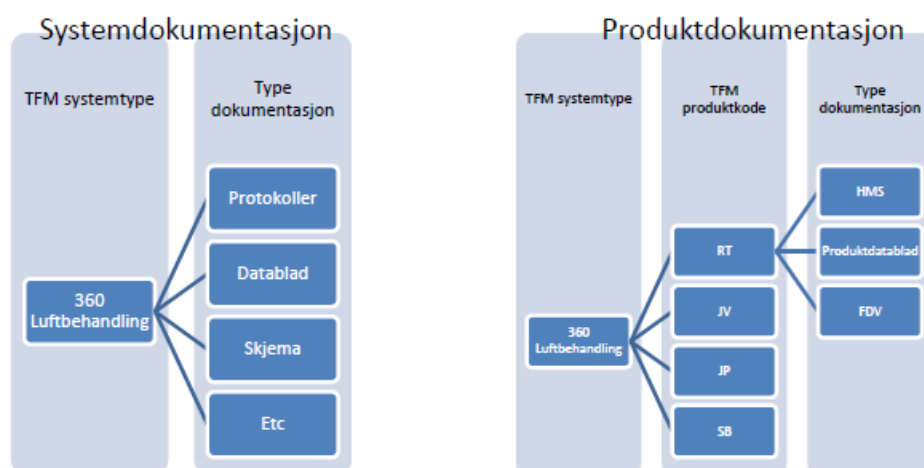 Systemdokumentasjon
TFM systemtype
Type
dokumentasjon
Protokoller
Datablad
360
Luftbehandling
Skjema
Etc
Produktdokumentasjon
TFM systemtype
TFM
produktkode
Type
dokumentasjon
HMS
RT
Produktdatablad
JV
FDV
360
Luftbehandling
JP
SB